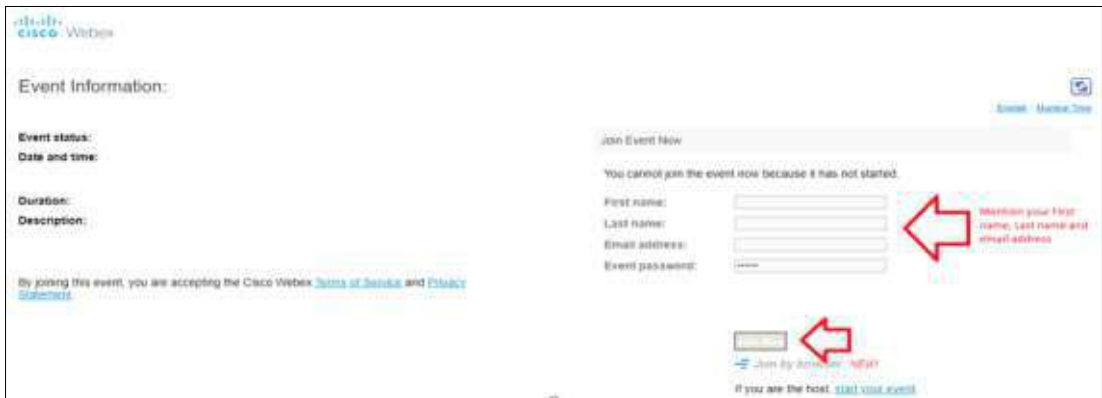 cisco Webex
Event Information:
English : Mumbai Time
Event status:
Date and time:
Join Event Now
You cannot join the event now because it has not started.
Duration:
Description:
First name:
Last name:
Email address:
Event password:
Mention your First
name, Last name and
email address
By joining this event, you are accepting the Cisco Webex Terms of Service and Privacy
Statement.
Join by browser NEW!
If you are the host, start your event.